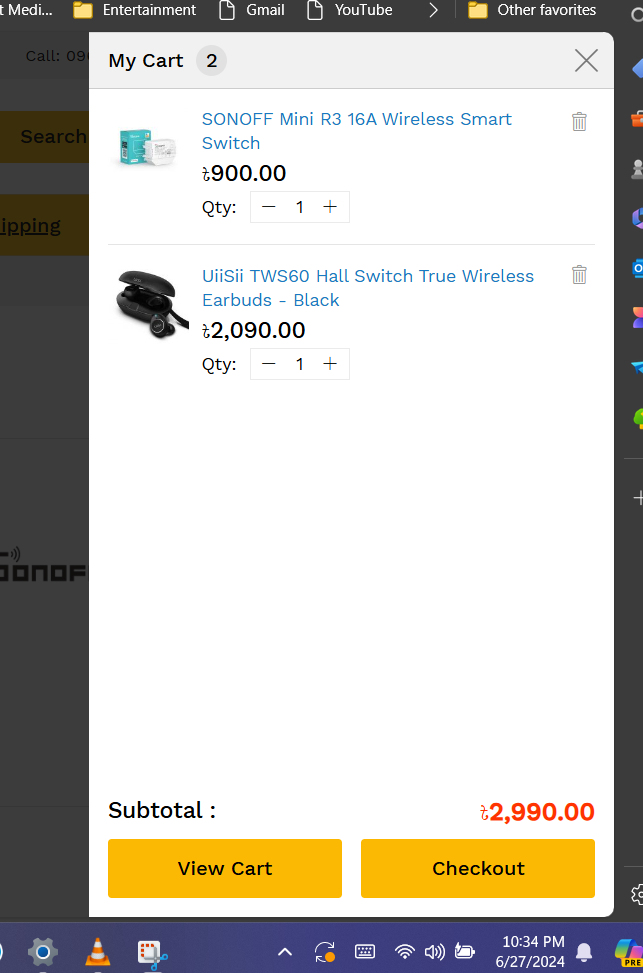 t Medi... Entertainment Gmail YouTube Other favorites
Call: 09
My Cart 2
Search
SONOFF Mini R3 16A Wireless Smart
Switch
৳900.00
Qty: − 1 +
ipping
UiiSii TWS60 Hall Switch True Wireless
Earbuds - Black
৳2,090.00
Qty: − 1 +
SONOFF
Subtotal : ৳2,990.00
View Cart Checkout
10:34 PM
6/27/2024
PRE